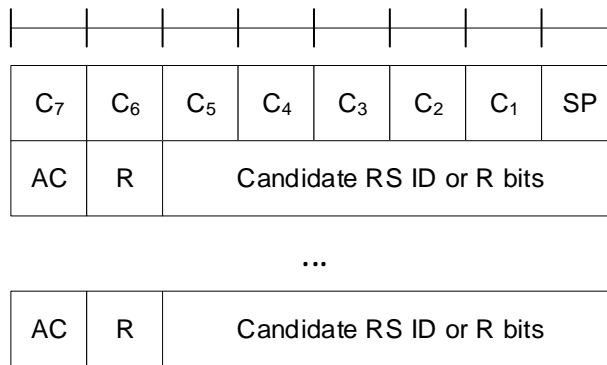 C₇ C₆ C₅ C₄ C₃ C₂ C₁ SP
AC R Candidate RS ID or R bits
...
AC R Candidate RS ID or R bits